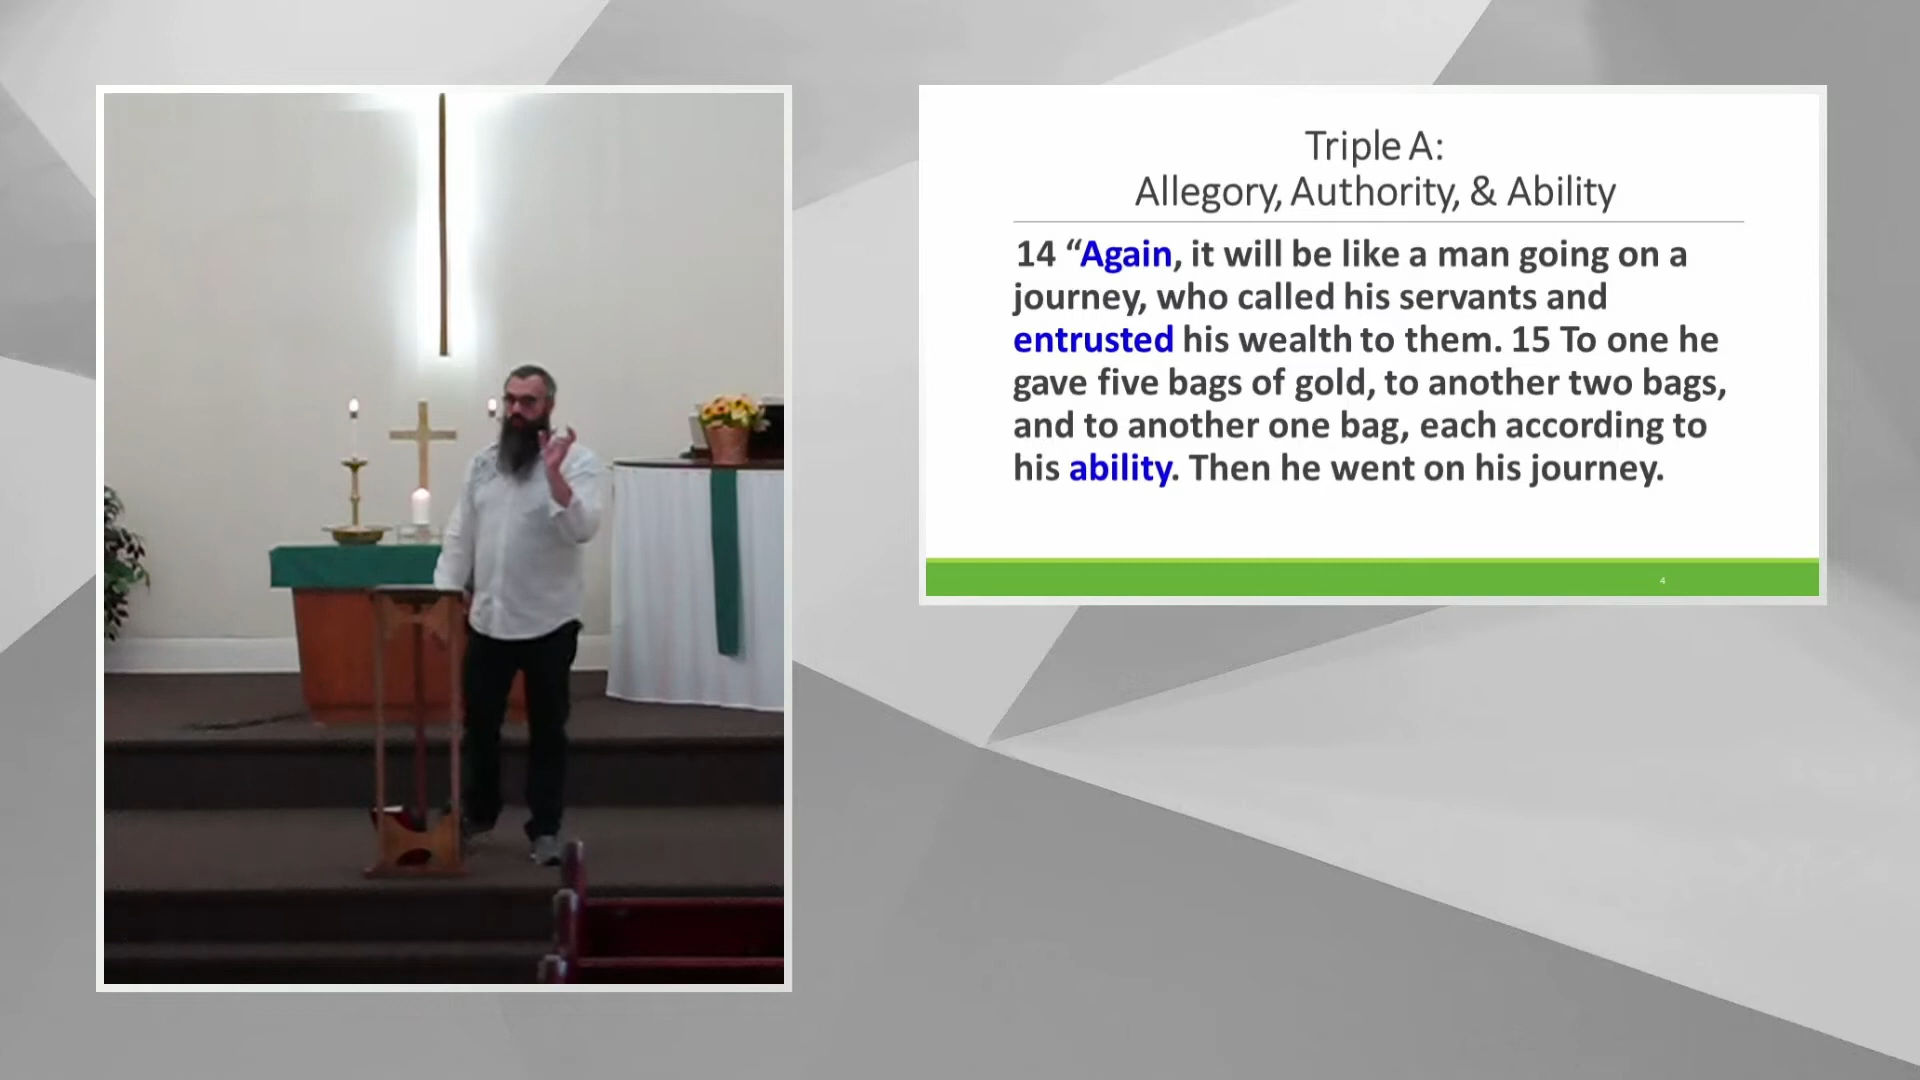 Triple A:
Allegory, Authority, & Ability
14 “Again, it will be like a man going on a
journey, who called his servants and
entrusted his wealth to them. 15 To one he
gave five bags of gold, to another two bags,
and to another one bag, each according to
his ability. Then he went on his journey.
4